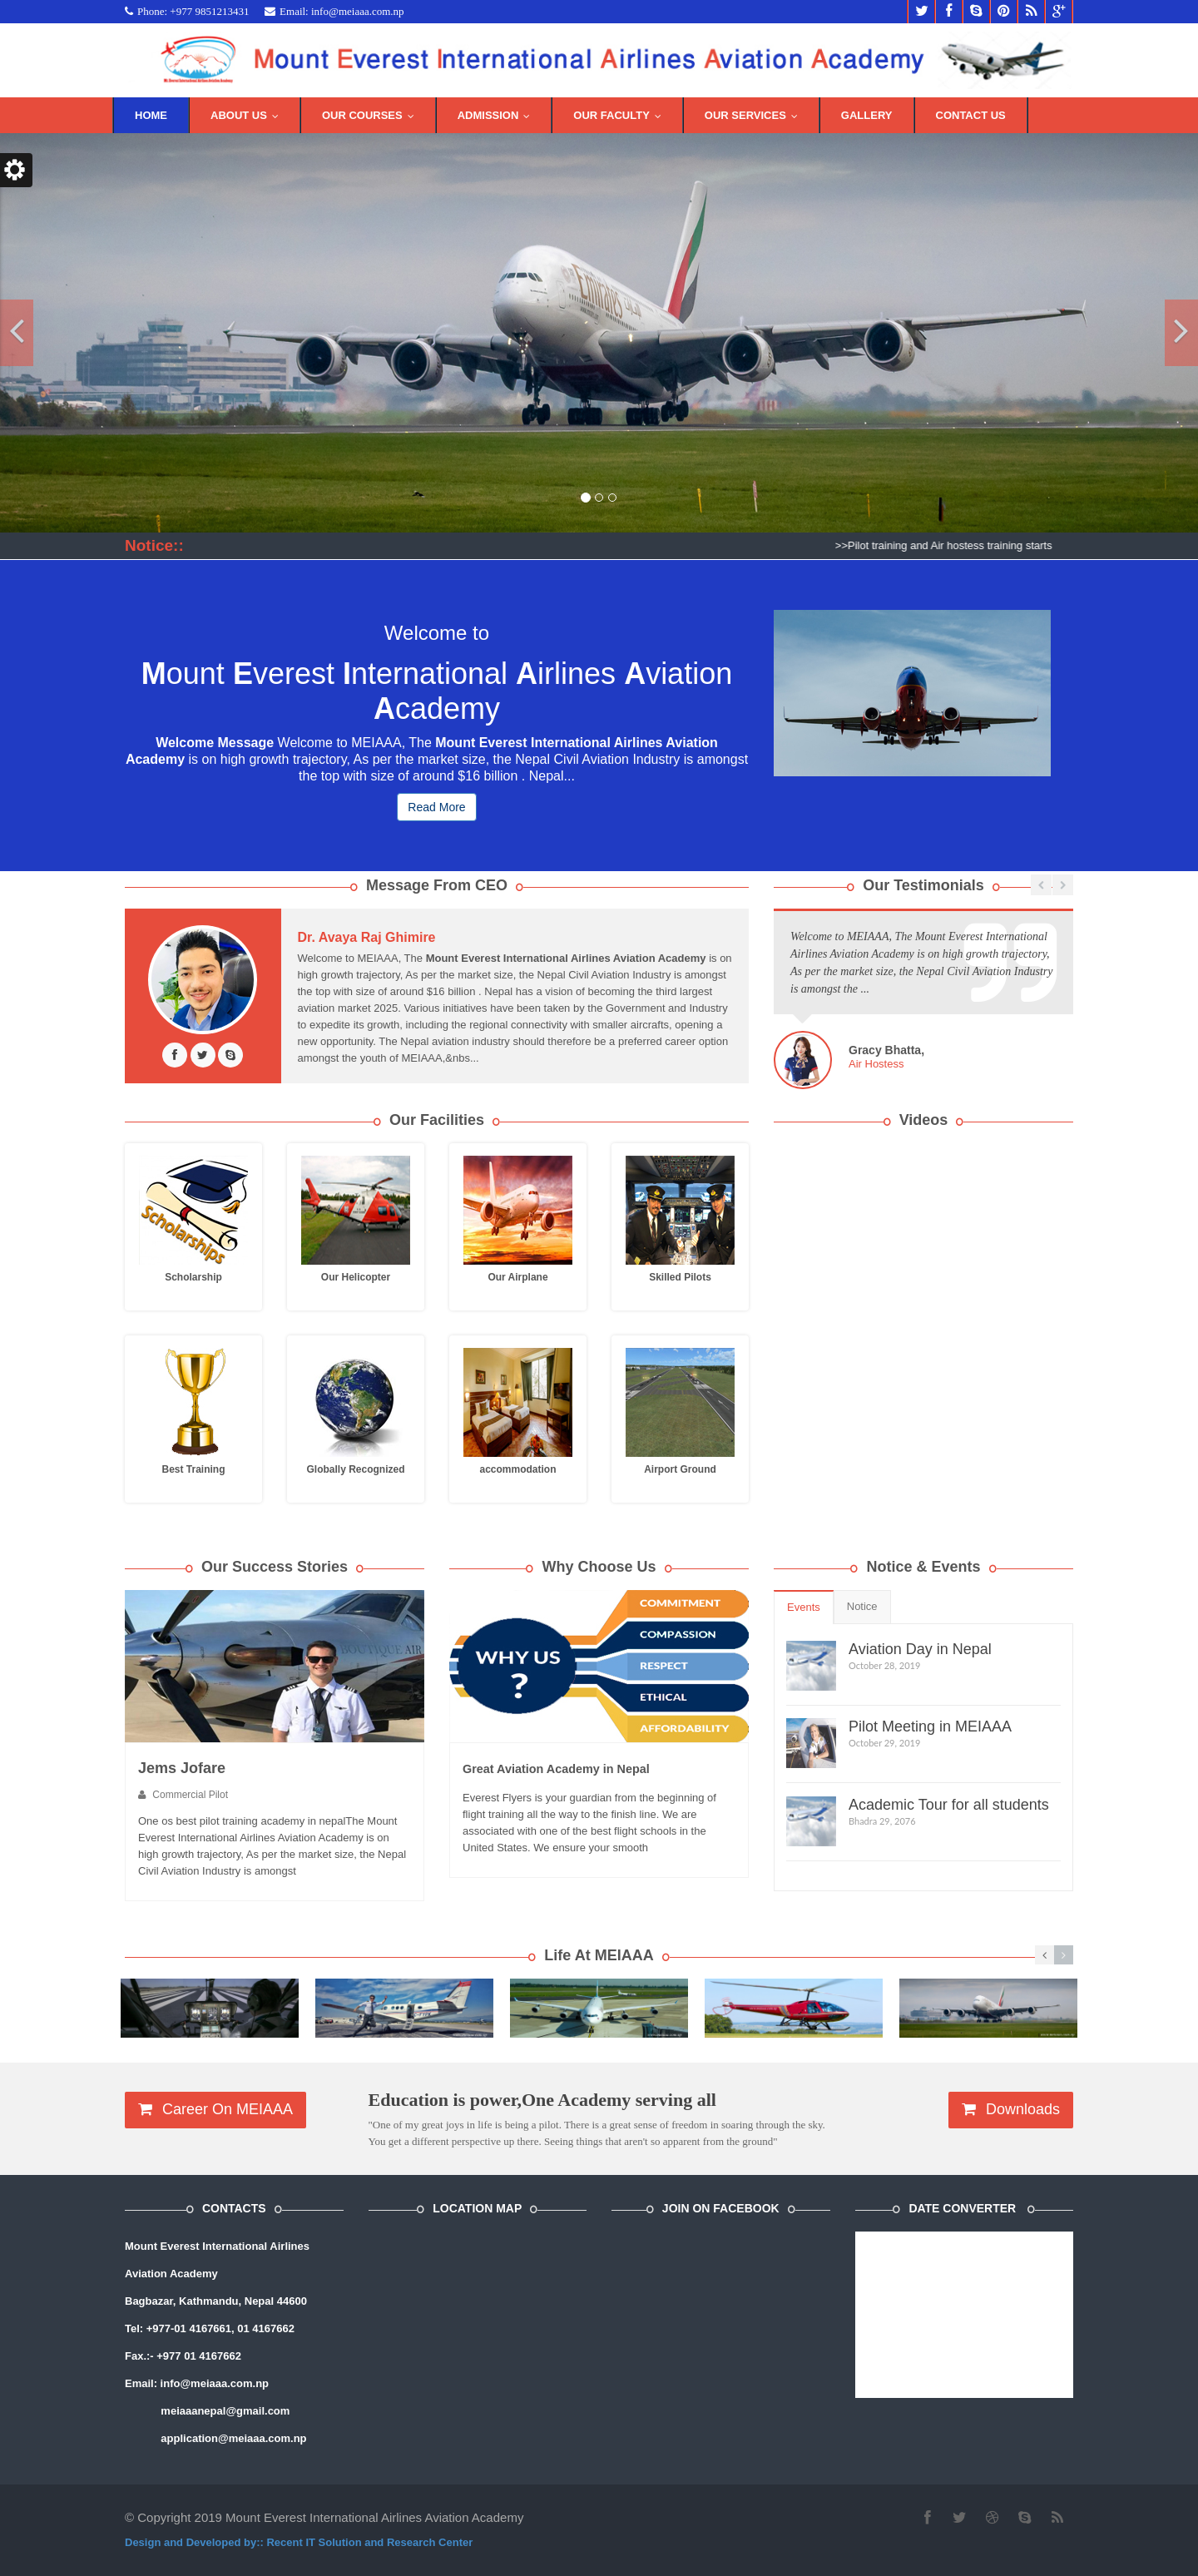 Phone: +977 9851213431 Email: info@meiaaa.com.np
Mount Everest International Airlines Aviation Academy
HOME ABOUT US OUR COURSES ADMISSION OUR FACULTY OUR SERVICES GALLERY CONTACT US
Emirates
Notice::
>>Pilot training and Air hostess training starts
Welcome to
Mount Everest International Airlines Aviation
Academy
Welcome Message Welcome to MEIAAA, The Mount Everest International Airlines Aviation
Academy is on high growth trajectory, As per the market size, the Nepal Civil Aviation Industry is amongst
the top with size of around $16 billion . Nepal...
Read More
Message From CEO
Dr. Avaya Raj Ghimire
Welcome to MEIAAA, The Mount Everest International Airlines Aviation Academy is on
high growth trajectory, As per the market size, the Nepal Civil Aviation Industry is amongst
the top with size of around $16 billion . Nepal has a vision of becoming the third largest
aviation market 2025. Various initiatives have been taken by the Government and Industry
to expedite its growth, including the regional connectivity with smaller aircrafts, opening a
new opportunity. The Nepal aviation industry should therefore be a preferred career option
amongst the youth of MEIAAA,&nbs...
Our Testimonials
Welcome to MEIAAA, The Mount Everest International
Airlines Aviation Academy is on high growth trajectory,
As per the market size, the Nepal Civil Aviation Industry
is amongst the ...
Gracy Bhatta,
Air Hostess
Our Facilities
Videos
Scholarships
Scholarship
Our Helicopter
Our Airplane
Skilled Pilots
Best Training
Globally Recognized
accommodation
Airport Ground
Our Success Stories
BOUTIQUE AIR
Jems Jofare
Commercial Pilot
One os best pilot training academy in nepalThe Mount
Everest International Airlines Aviation Academy is on
high growth trajectory, As per the market size, the Nepal
Civil Aviation Industry is amongst
Why Choose Us
WHY US
?
COMMITMENT
COMPASSION
RESPECT
ETHICAL
AFFORDABILITY
Great Aviation Academy in Nepal
Everest Flyers is your guardian from the beginning of
flight training all the way to the finish line. We are
associated with one of the best flight schools in the
United States. We ensure your smooth
Notice & Events
Events Notice
Aviation Day in Nepal
October 28, 2019
Pilot Meeting in MEIAAA
October 29, 2019
Academic Tour for all students
Bhadra 29, 2076
Life At MEIAAA
Career On MEIAAA
Education is power,One Academy serving all
"One of my great joys in life is being a pilot. There is a great sense of freedom in soaring through the sky.
You get a different perspective up there. Seeing things that aren't so apparent from the ground"
Downloads
CONTACTS
Mount Everest International Airlines
Aviation Academy
Bagbazar, Kathmandu, Nepal 44600
Tel: +977-01 4167661, 01 4167662
Fax.:- +977 01 4167662
Email: info@meiaaa.com.np
meiaaanepal@gmail.com
application@meiaaa.com.np
LOCATION MAP
JOIN ON FACEBOOK
DATE CONVERTER
© Copyright 2019 Mount Everest International Airlines Aviation Academy
Design and Developed by:: Recent IT Solution and Research Center